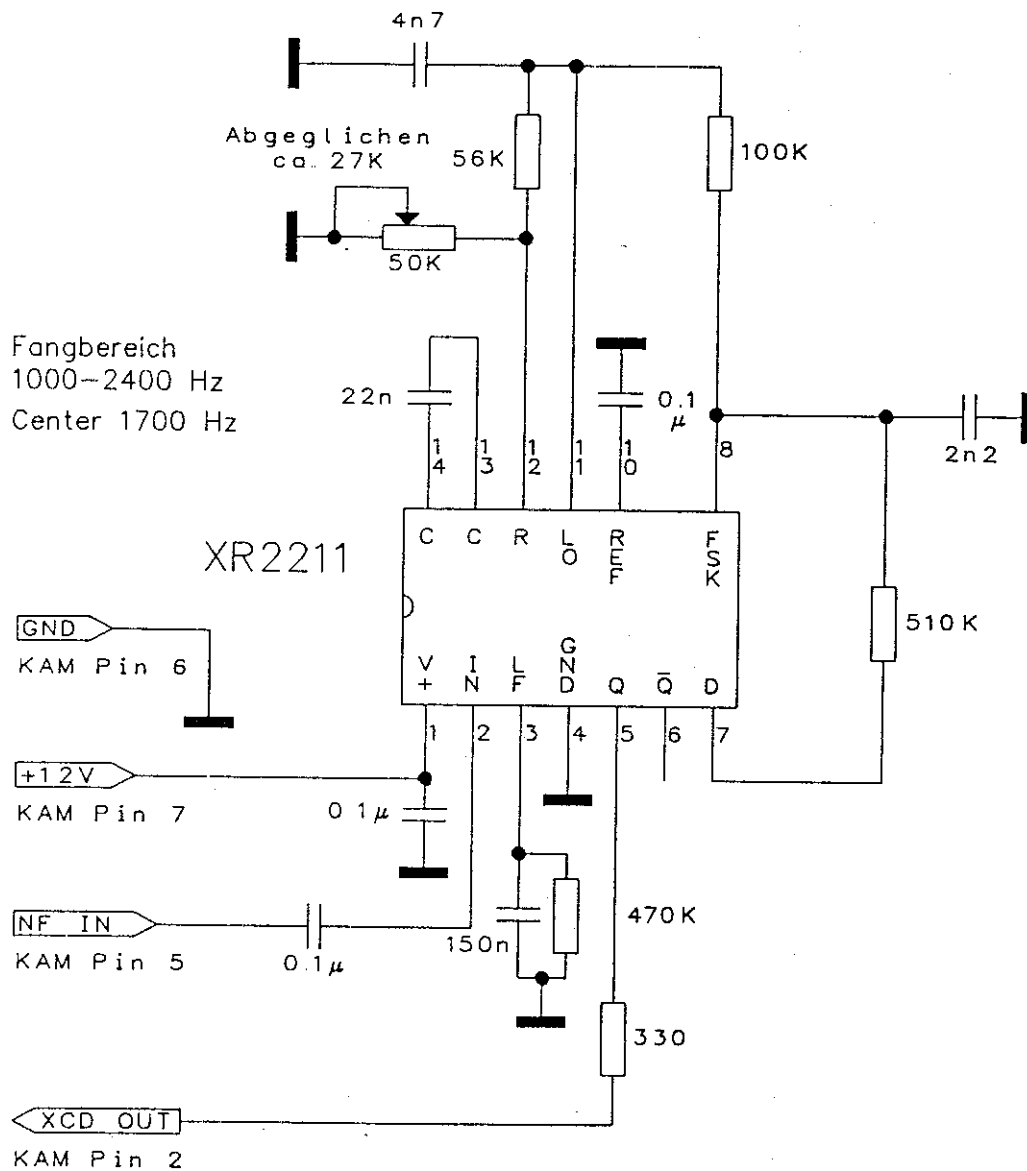 4n7
Abgeglichen
ca. 27K
56K
100K
50K
Fangbereich
1000-2400 Hz
Center 1700 Hz
22n
0.1
µ
2n2
14
13
12
11
10
8
C
C
R
LO
REF
FSK
XR2211
510K
GND
KAM Pin 6
V+
IN
LF
GND
Q
Q̅
D
1
2
3
4
5
6
7
+12V
KAM Pin 7
0 1µ
NF IN
KAM Pin 5
0.1µ
150n
470K
330
XCD OUT
KAM Pin 2